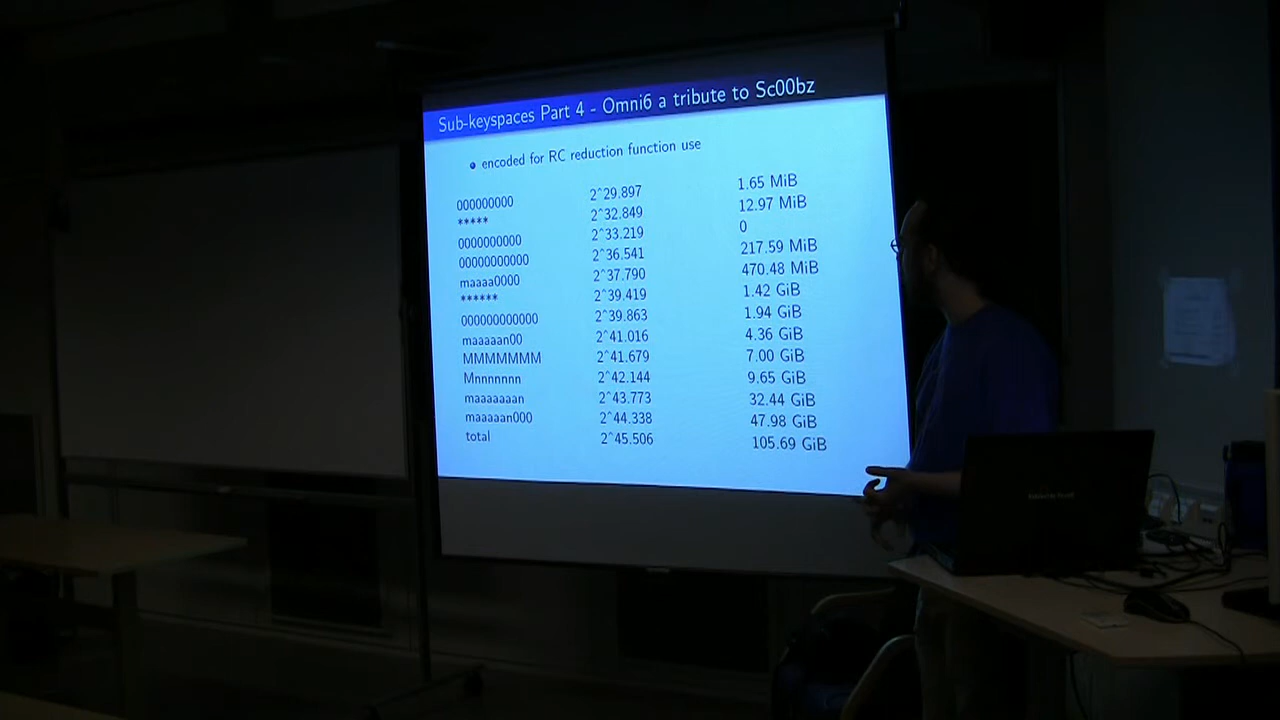 Sub-keyspaces Part 4 - Omni6 a tribute to Sc00bz
encoded for RC reduction function use
000000000 2^29.897 1.65 MiB
***** 2^32.849 12.97 MiB
0000000000 2^33.219 0
00000000000 2^36.541 217.59 MiB
maaaa0000 2^37.790 470.48 MiB
****** 2^39.419 1.42 GiB
000000000000 2^39.863 1.94 GiB
maaaaan00 2^41.016 4.36 GiB
MMMMMMM 2^41.679 7.00 GiB
Mnnnnnnn 2^42.144 9.65 GiB
maaaaaan 2^43.773 32.44 GiB
maaaaan000 2^44.338 47.98 GiB
total 2^45.506 105.69 GiB